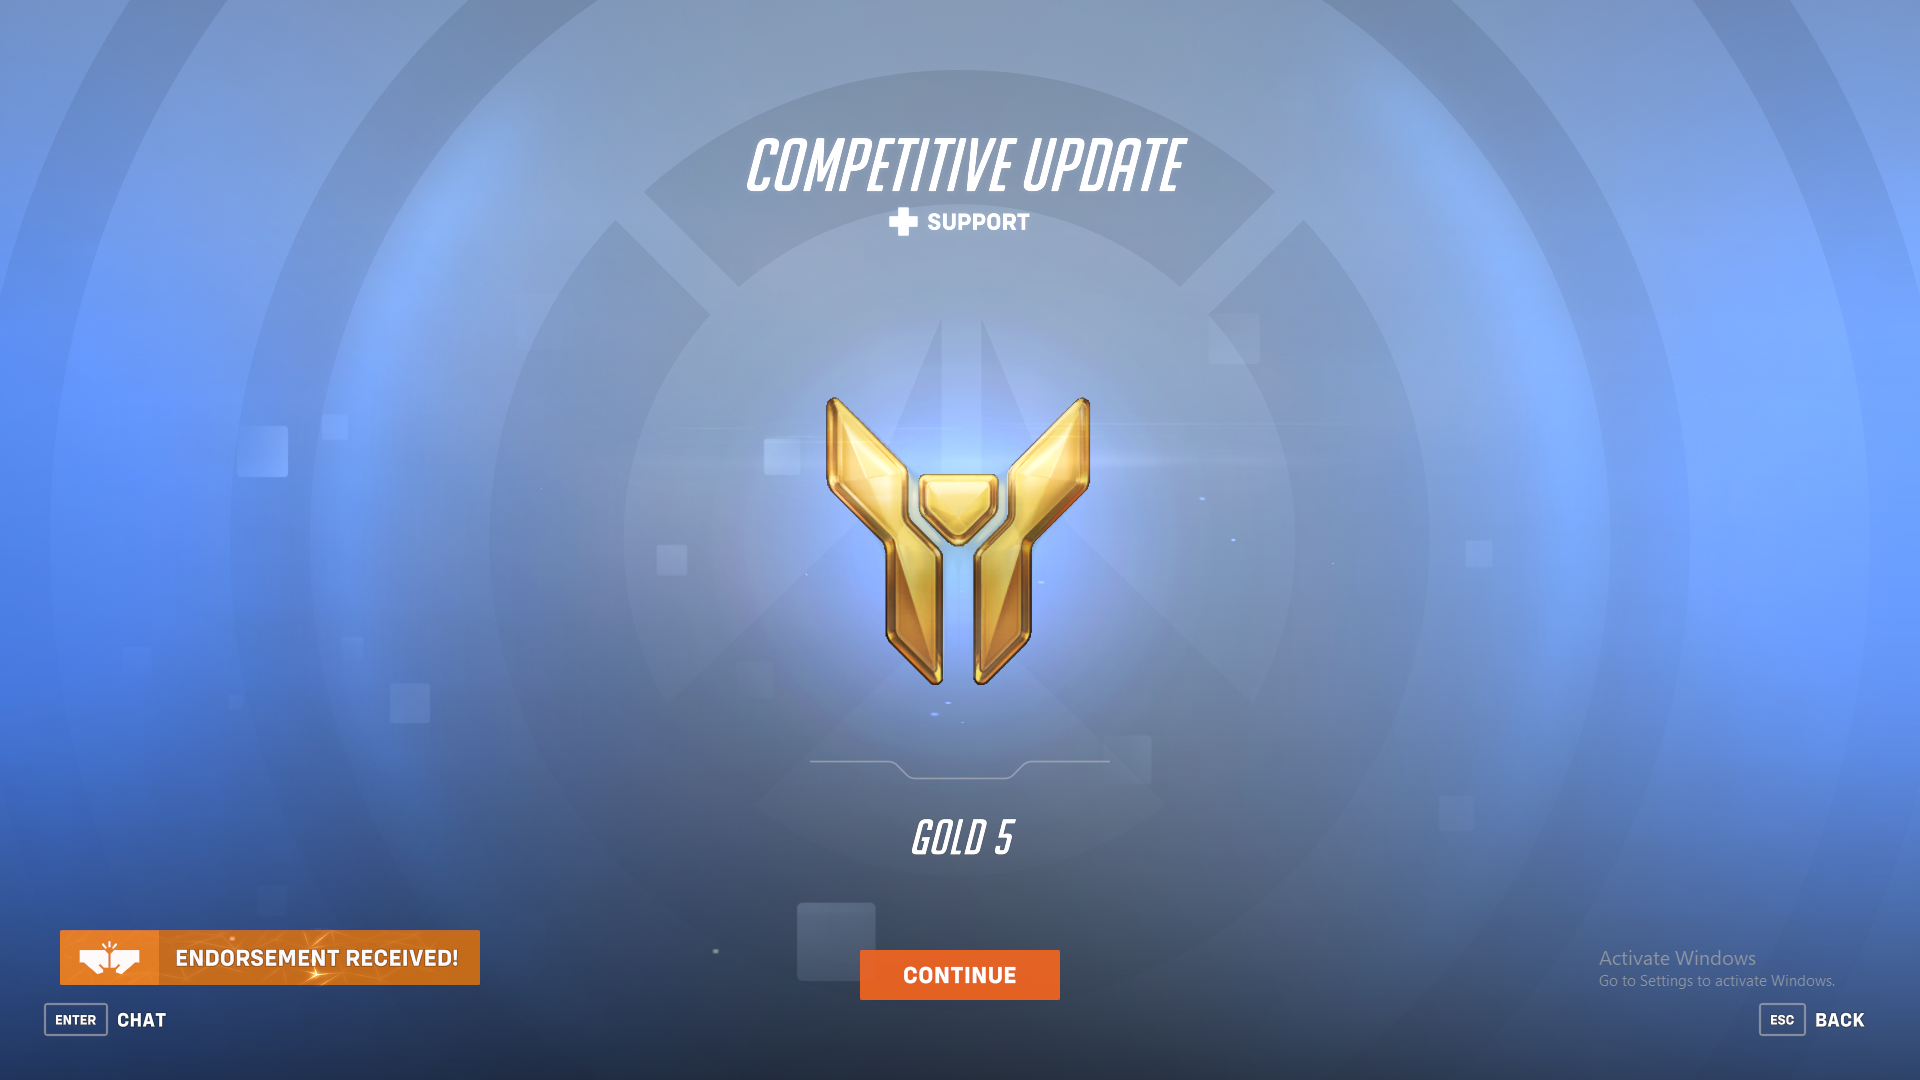 COMPETITIVE UPDATE
SUPPORT
GOLD 5
ENDORSEMENT RECEIVED!
CONTINUE
Activate Windows
Go to Settings to activate Windows.
ENTER CHAT
ESC BACK